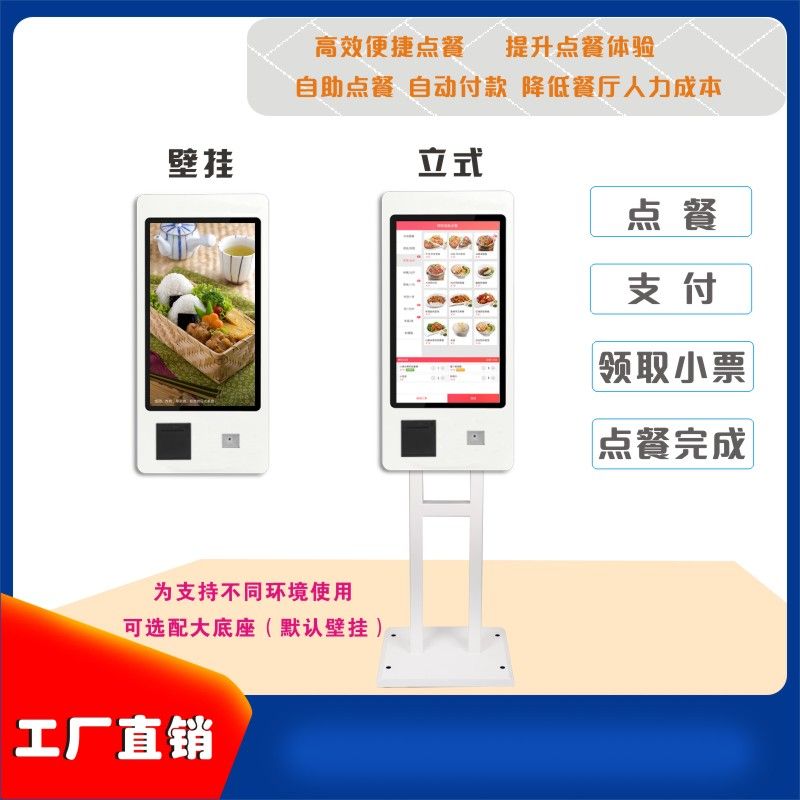 高效便捷点餐 提升点餐体验
自助点餐 自动付款 降低餐厅人力成本
壁挂
立式
点餐
支付
领取小票
点餐完成
为支持不同环境使用
可选配大底座（默认壁挂）
工厂直销